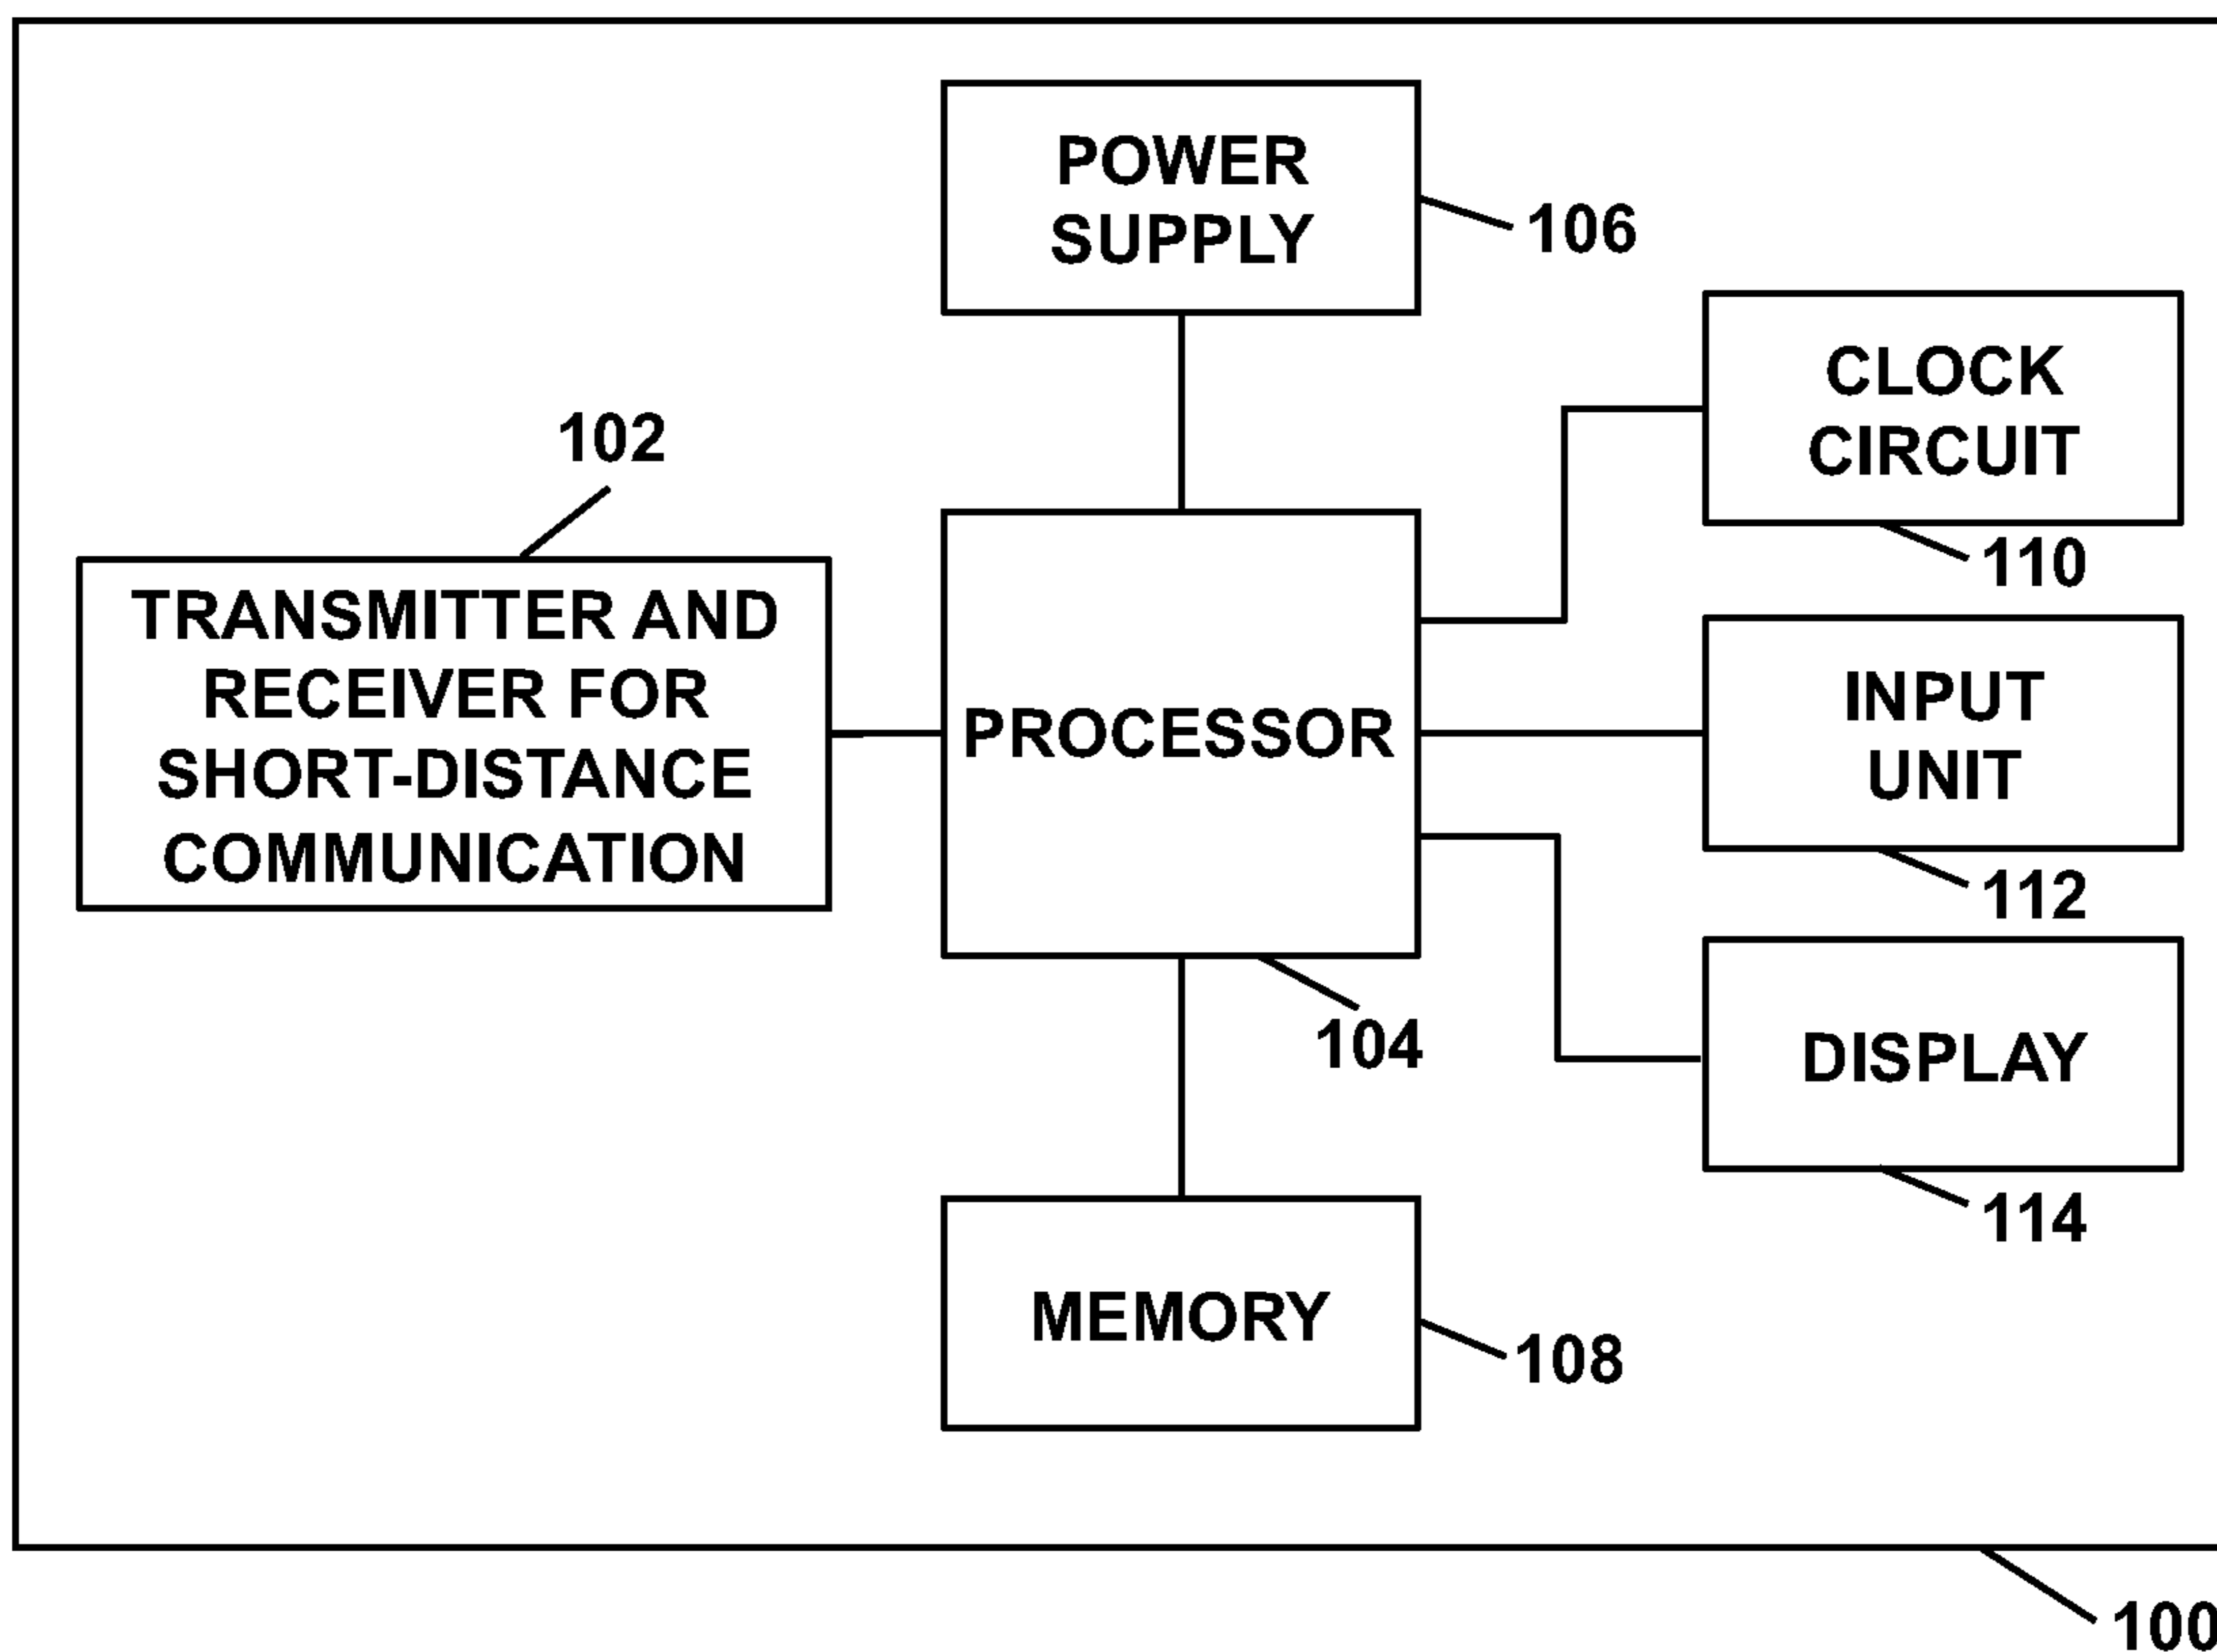 POWER
SUPPLY
106
CLOCK
CIRCUIT
110
102
TRANSMITTER AND
RECEIVER FOR
SHORT-DISTANCE
COMMUNICATION
PROCESSOR
104
INPUT
UNIT
112
DISPLAY
114
MEMORY
108
100